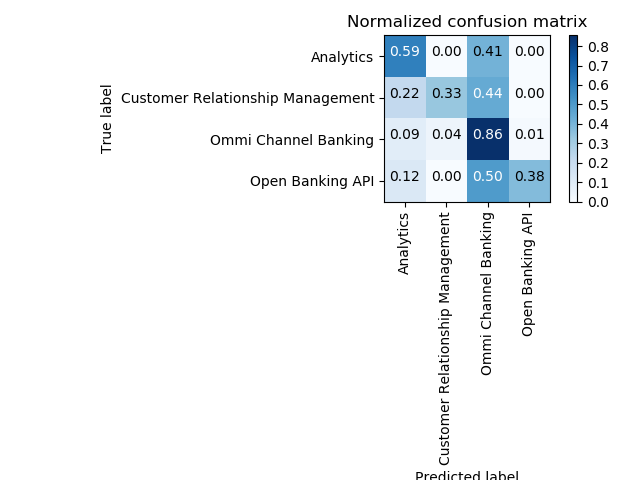 Normalized confusion matrix
True label
Analytics 0.59 0.00 0.41 0.00
Customer Relationship Management 0.22 0.33 0.44 0.00
Ommi Channel Banking 0.09 0.04 0.86 0.01
Open Banking API 0.12 0.00 0.50 0.38
0.8
0.7
0.6
0.5
0.4
0.3
0.2
0.1
0.0
Analytics
Customer Relationship Management
Ommi Channel Banking
Open Banking API
Predicted label